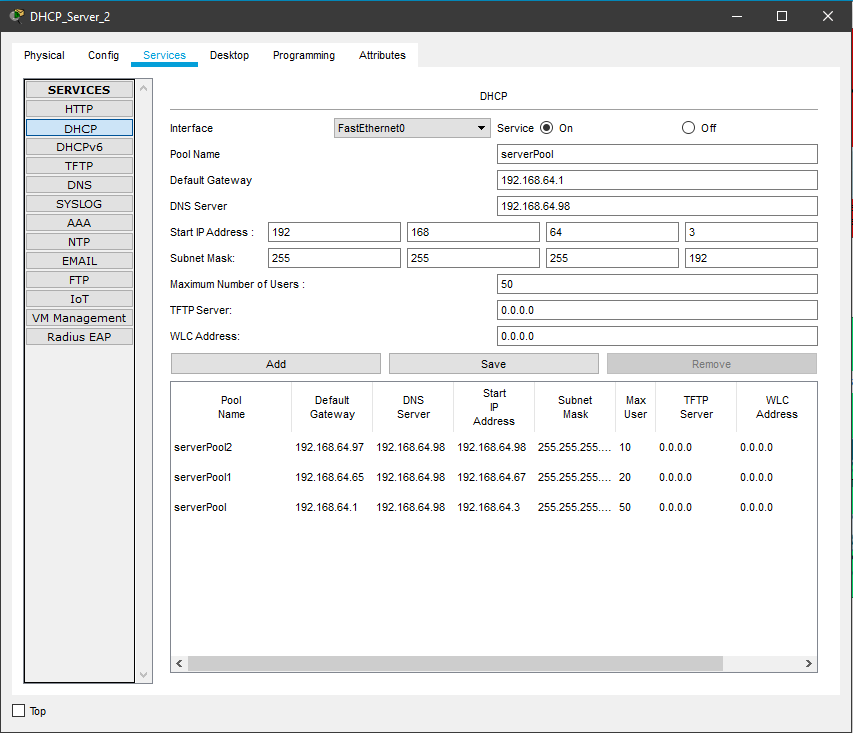 DHCP_Server_2
Physical Config Services Desktop Programming Attributes
SERVICES
HTTP
DHCP
DHCPv6
TFTP
DNS
SYSLOG
AAA
NTP
EMAIL
FTP
IoT
VM Management
Radius EAP
DHCP
Interface FastEthernet0 Service On Off
Pool Name serverPool
Default Gateway 192.168.64.1
DNS Server 192.168.64.98
Start IP Address : 192 168 64 3
Subnet Mask: 255 255 255 192
Maximum Number of Users : 50
TFTP Server: 0.0.0.0
WLC Address: 0.0.0.0
Add Save Remove
Pool Name Default Gateway DNS Server Start IP Address Subnet Mask Max User TFTP Server WLC Address
serverPool2 192.168.64.97 192.168.64.98 192.168.64.98 255.255.255.... 10 0.0.0.0 0.0.0.0
serverPool1 192.168.64.65 192.168.64.98 192.168.64.67 255.255.255.... 20 0.0.0.0 0.0.0.0
serverPool 192.168.64.1 192.168.64.98 192.168.64.3 255.255.255.... 50 0.0.0.0 0.0.0.0
Top